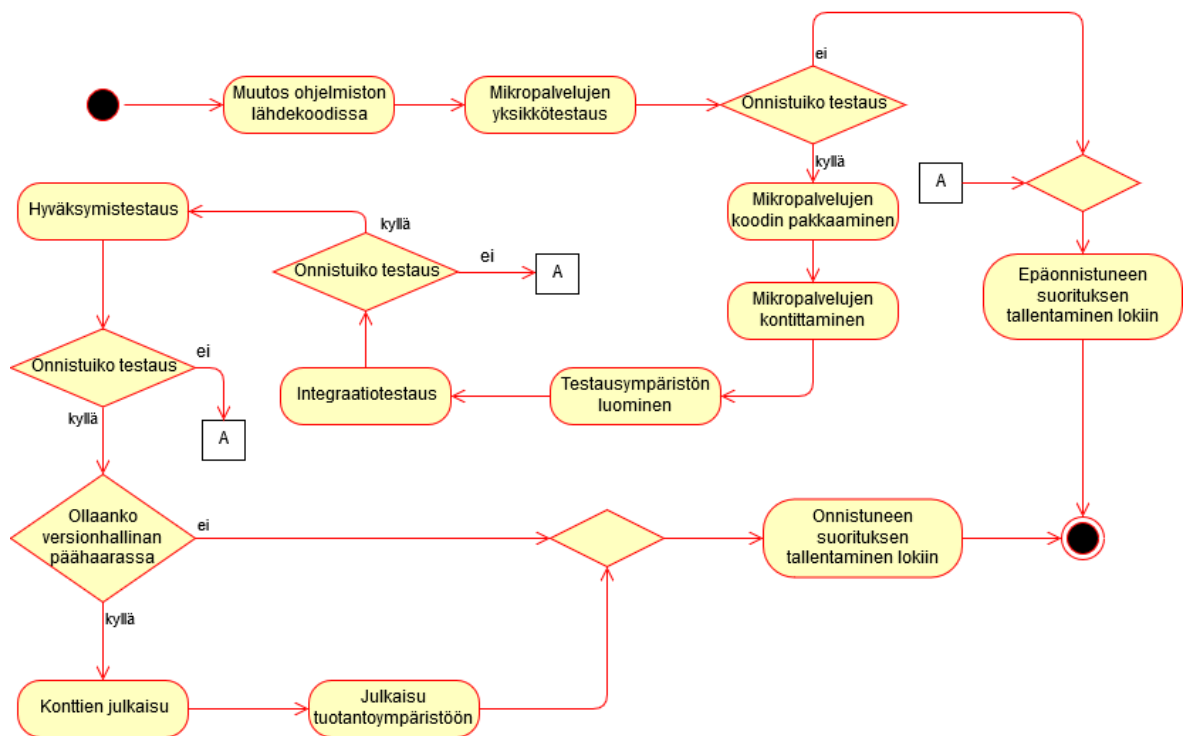 ei
Muutos ohjelmiston
lähdekoodissa
Mikropalvelujen
yksikkötestaus
Onnistuiko testaus
kyllä
A
Mikropalvelujen
koodin pakkaaminen
Hyväksymistestaus
kyllä
Onnistuiko testaus
ei
A
Mikropalvelujen
kontittaminen
Epäonnistuneen
suorituksen
tallentaminen lokiin
Onnistuiko testaus
ei
Integraatiotestaus
Testausympäristön
luominen
kyllä
A
Ollaanko
versionhallinan
päähaarassa
ei
Onnistuneen
suorituksen
tallentaminen lokiin
kyllä
Konttien julkaisu
Julkaisu
tuotantoympäristöön